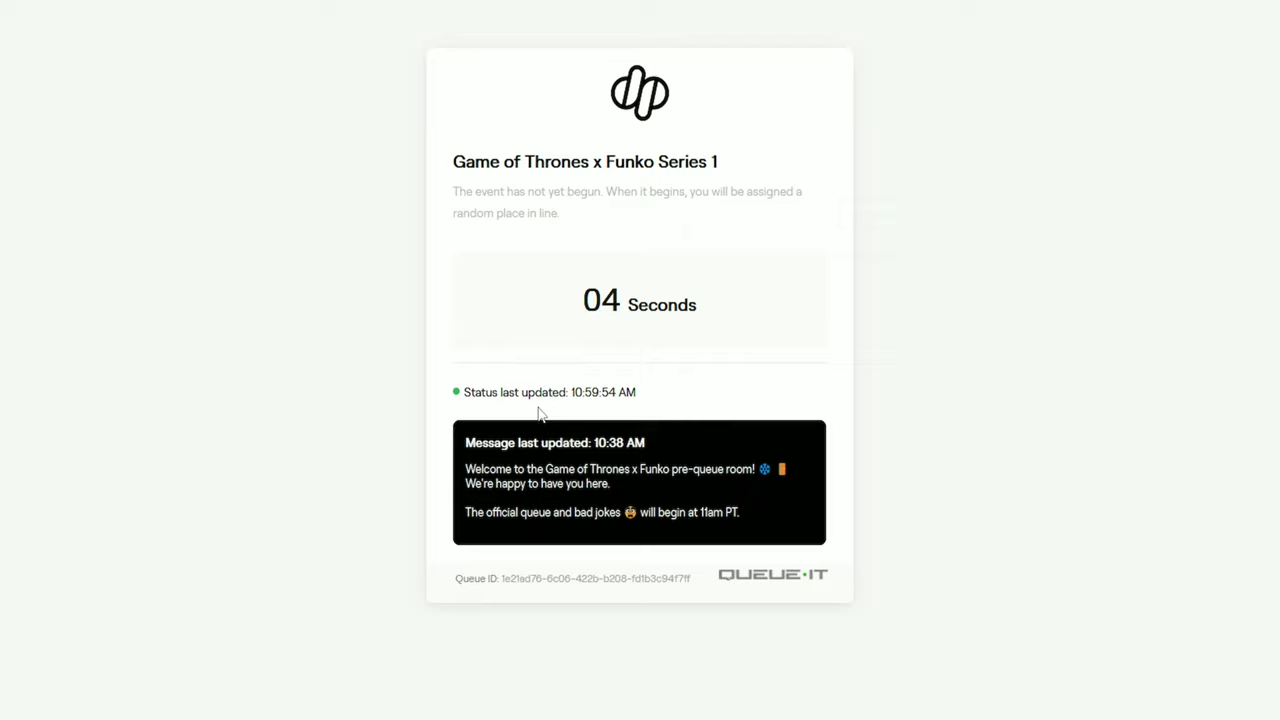 Game of Thrones x Funko Series 1
The event has not yet begun. When it begins, you will be assigned a
random place in line.
04 Seconds
Status last updated: 10:59:54 AM
Message last updated: 10:38 AM
Welcome to the Game of Thrones x Funko pre-queue room! ❄️ 🚪
We're happy to have you here.
The official queue and bad jokes 🤡 will begin at 11am PT.
Queue ID: 1e21ad76-6c06-422b-b208-fd1b3c94f7ff
QUEUE·IT